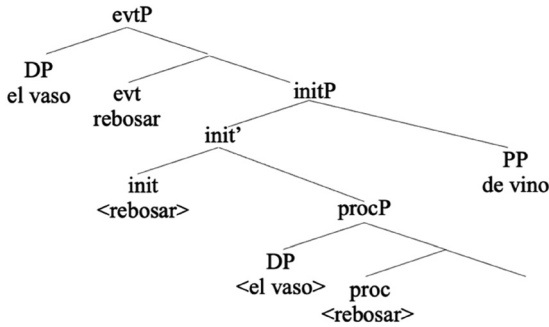 evtP
DP
el vaso
evt
rebosar
initP
init’
PP
de vino
init
<rebosar>
procP
DP
<el vaso>
proc
<rebosar>